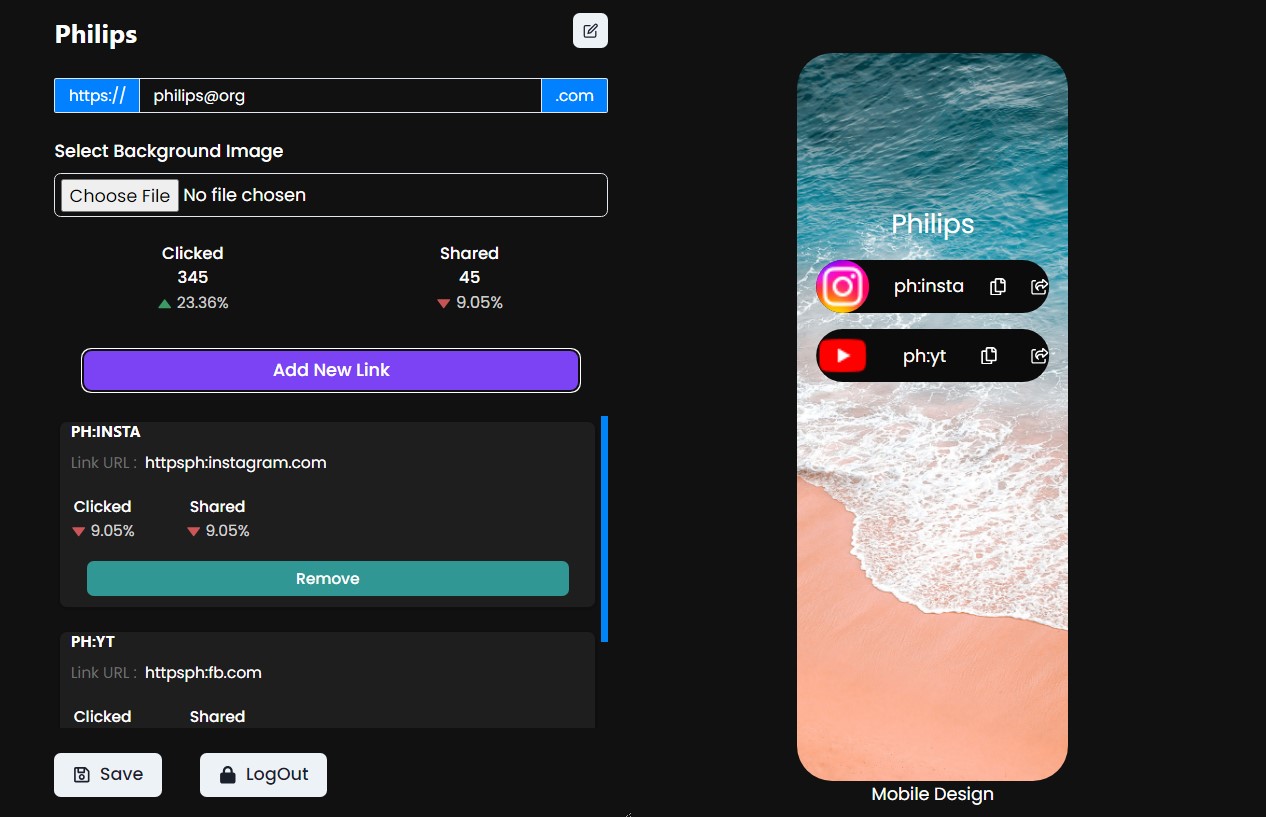 Philips
https:// philips@org .com
Select Background Image
Choose File No file chosen
Clicked Shared
345 45
23.36% 9.05%
Add New Link
PH:INSTA
Link URL : httpsph:instagram.com
Clicked Shared
9.05% 9.05%
Remove
PH:YT
Link URL : httpsph:fb.com
Clicked Shared
Save LogOut
Philips
ph:insta
ph:yt
Mobile Design